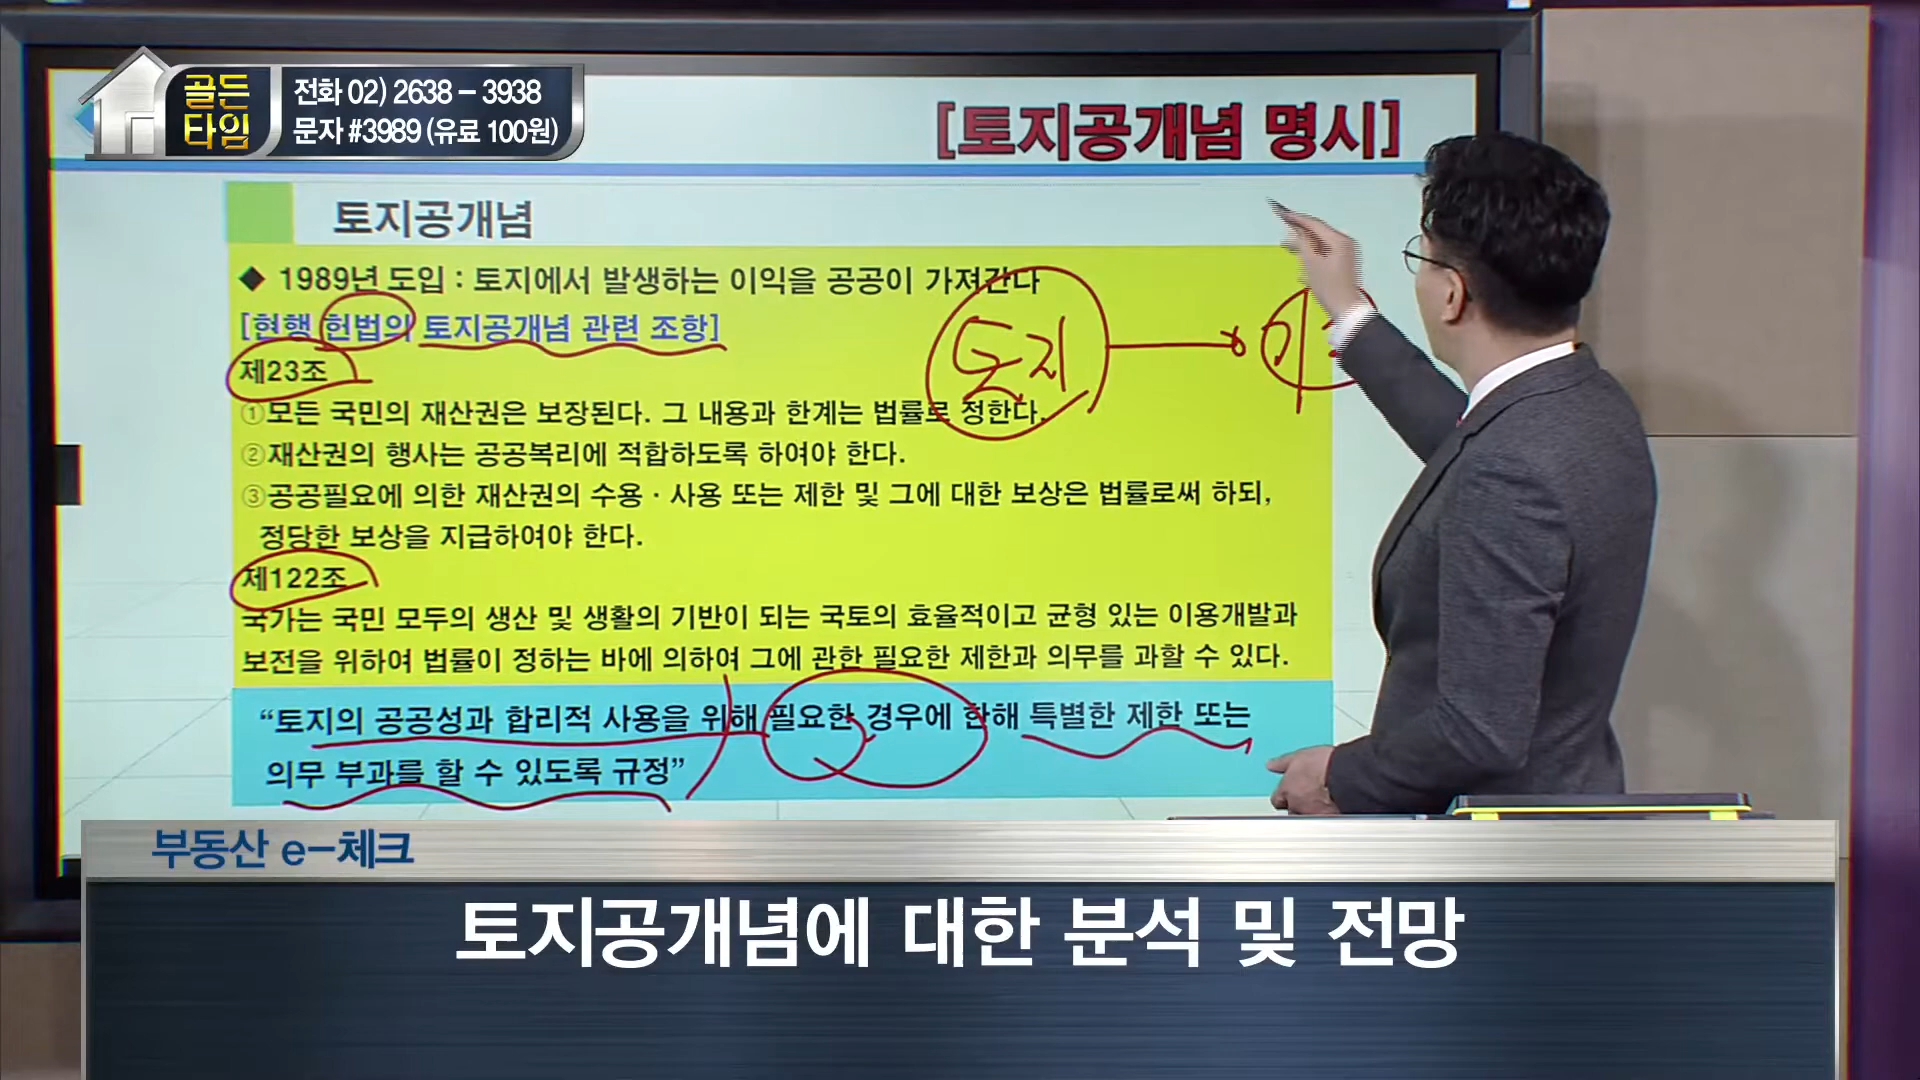 골든
타임
전화 02) 2638 - 3938
문자 #3989 (유료 100원)
[토지공개념 명시]
토지공개념
◆ 1989년 도입 : 토지에서 발생하는 이익을 공공이 가져간다
[현행 헌법의 토지공개념 관련 조항]
토지
제23조
①모든 국민의 재산권은 보장된다. 그 내용과 한계는 법률로 정한다.
②재산권의 행사는 공공복리에 적합하도록 하여야 한다.
③공공필요에 의한 재산권의 수용 · 사용 또는 제한 및 그에 대한 보상은 법률로써 하되,
정당한 보상을 지급하여야 한다.
제122조
국가는 국민 모두의 생산 및 생활의 기반이 되는 국토의 효율적이고 균형 있는 이용개발과
보전을 위하여 법률이 정하는 바에 의하여 그에 관한 필요한 제한과 의무를 과할 수 있다.
“토지의 공공성과 합리적 사용을 위해 필요한 경우에 한해 특별한 제한 또는
의무 부과를 할 수 있도록 규정”
부동산 e-체크
토지공개념에 대한 분석 및 전망